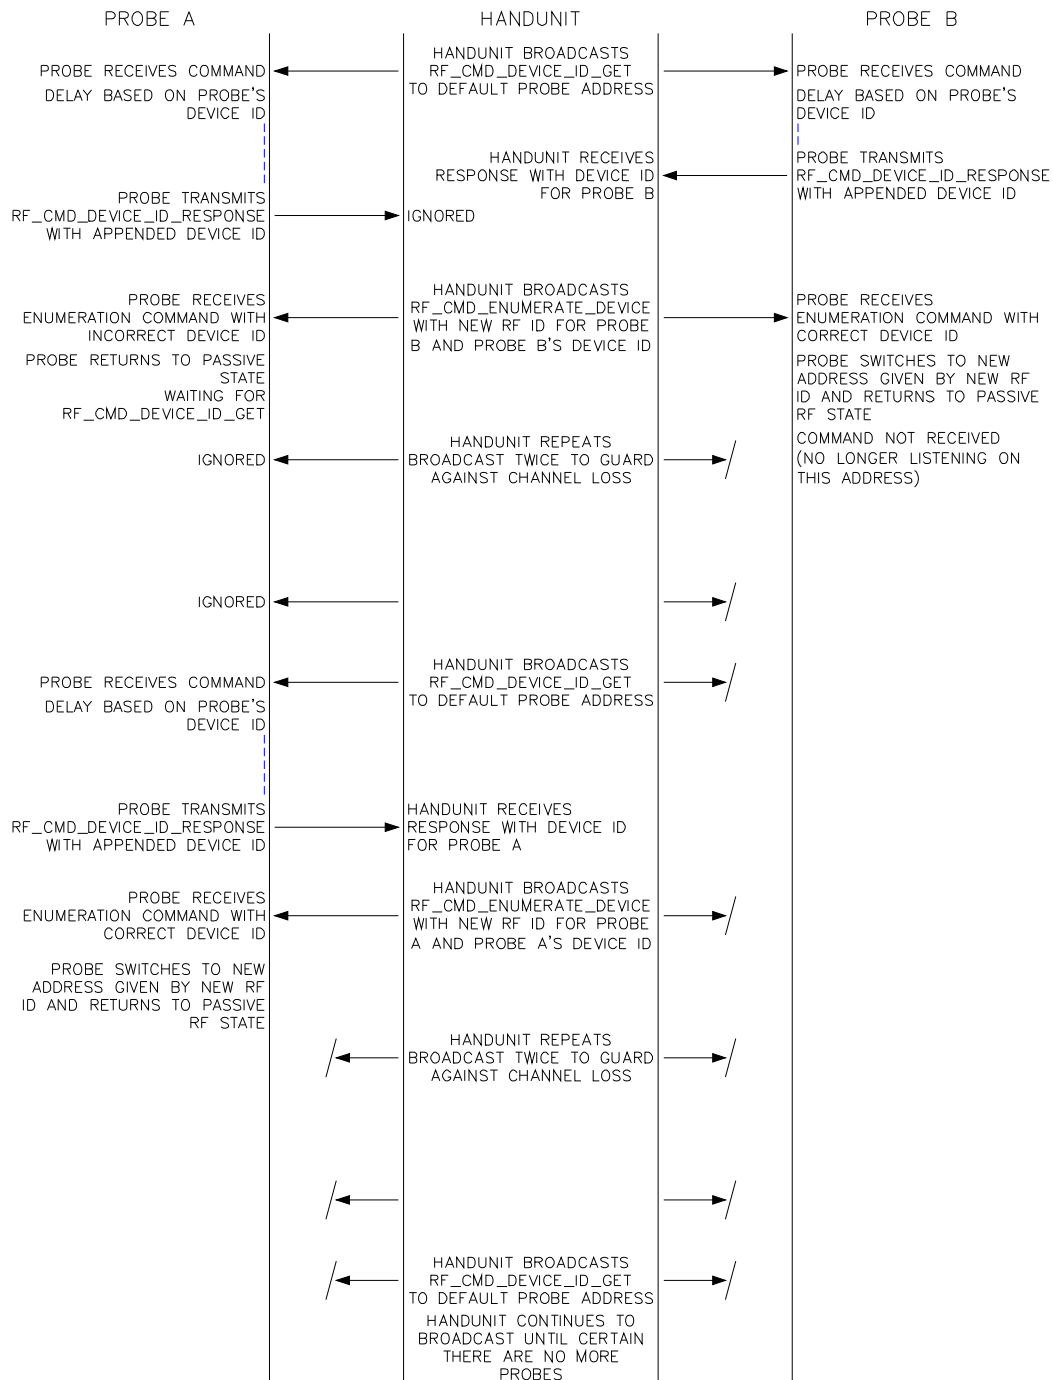 PROBE A
HANDUNIT
PROBE B
HANDUNIT BROADCASTS
RF_CMD_DEVICE_ID_GET
TO DEFAULT PROBE ADDRESS
PROBE RECEIVES COMMAND
DELAY BASED ON PROBE'S
DEVICE ID
PROBE RECEIVES COMMAND
DELAY BASED ON PROBE'S
DEVICE ID
HANDUNIT RECEIVES
RESPONSE WITH DEVICE ID
FOR PROBE B
PROBE TRANSMITS
RF_CMD_DEVICE_ID_RESPONSE
WITH APPENDED DEVICE ID
PROBE TRANSMITS
RF_CMD_DEVICE_ID_RESPONSE
WITH APPENDED DEVICE ID
IGNORED
HANDUNIT BROADCASTS
RF_CMD_ENUMERATE_DEVICE
WITH NEW RF ID FOR PROBE
B AND PROBE B'S DEVICE ID
PROBE RECEIVES
ENUMERATION COMMAND WITH
INCORRECT DEVICE ID
PROBE RETURNS TO PASSIVE
STATE
WAITING FOR
RF_CMD_DEVICE_ID_GET
PROBE RECEIVES
ENUMERATION COMMAND WITH
CORRECT DEVICE ID
PROBE SWITCHES TO NEW
ADDRESS GIVEN BY NEW RF
ID AND RETURNS TO PASSIVE
RF STATE
IGNORED
HANDUNIT REPEATS
BROADCAST TWICE TO GUARD
AGAINST CHANNEL LOSS
COMMAND NOT RECEIVED
(NO LONGER LISTENING ON
THIS ADDRESS)
IGNORED
HANDUNIT BROADCASTS
RF_CMD_DEVICE_ID_GET
TO DEFAULT PROBE ADDRESS
PROBE RECEIVES COMMAND
DELAY BASED ON PROBE'S
DEVICE ID
PROBE TRANSMITS
RF_CMD_DEVICE_ID_RESPONSE
WITH APPENDED DEVICE ID
HANDUNIT RECEIVES
RESPONSE WITH DEVICE ID
FOR PROBE A
HANDUNIT BROADCASTS
RF_CMD_ENUMERATE_DEVICE
WITH NEW RF ID FOR PROBE
A AND PROBE A'S DEVICE ID
PROBE RECEIVES
ENUMERATION COMMAND WITH
CORRECT DEVICE ID
PROBE SWITCHES TO NEW
ADDRESS GIVEN BY NEW RF
ID AND RETURNS TO PASSIVE
RF STATE
HANDUNIT REPEATS
BROADCAST TWICE TO GUARD
AGAINST CHANNEL LOSS
HANDUNIT BROADCASTS
RF_CMD_DEVICE_ID_GET
TO DEFAULT PROBE ADDRESS
HANDUNIT CONTINUES TO
BROADCAST UNTIL CERTAIN
THERE ARE NO MORE
PROBES